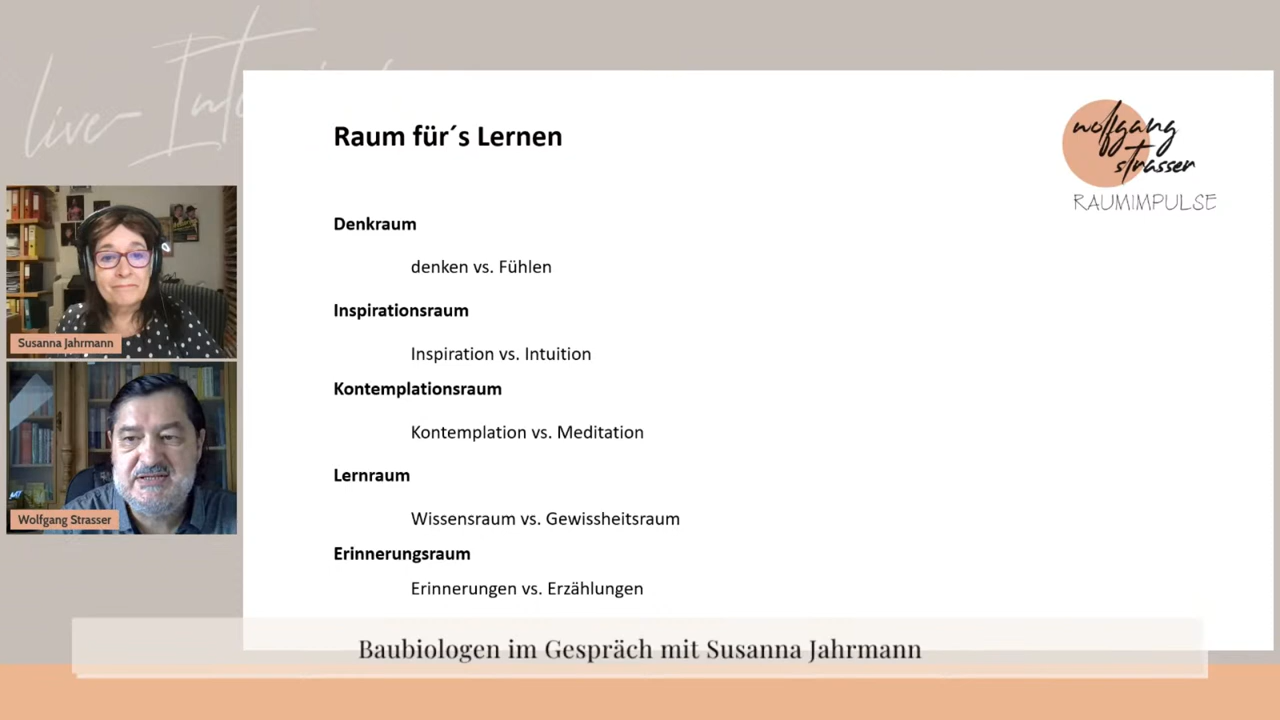 live-
Raum für´s Lernen
wolfgang
strasser
RAUMIMPULSE
Denkraum
denken vs. Fühlen
Inspirationsraum
Inspiration vs. Intuition
Kontemplationsraum
Kontemplation vs. Meditation
Lernraum
Wissensraum vs. Gewissheitsraum
Erinnerungsraum
Erinnerungen vs. Erzählungen
Susanna Jahrmann
Wolfgang Strasser
Baubiologen im Gespräch mit Susanna Jahrmann